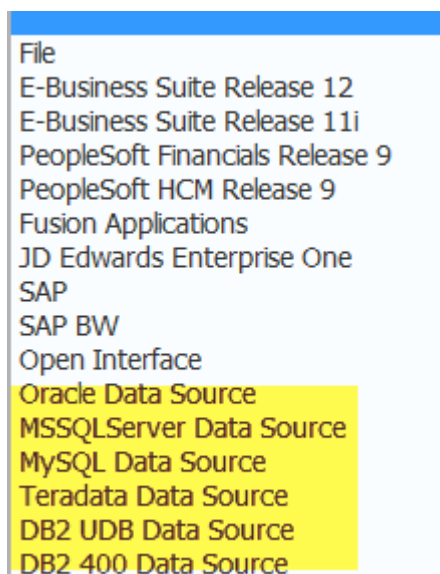 File
E-Business Suite Release 12
E-Business Suite Release 11i
PeopleSoft Financials Release 9
PeopleSoft HCM Release 9
Fusion Applications
JD Edwards Enterprise One
SAP
SAP BW
Open Interface
Oracle Data Source
MSSQLServer Data Source
MySQL Data Source
Teradata Data Source
DB2 UDB Data Source
DB2 400 Data Source